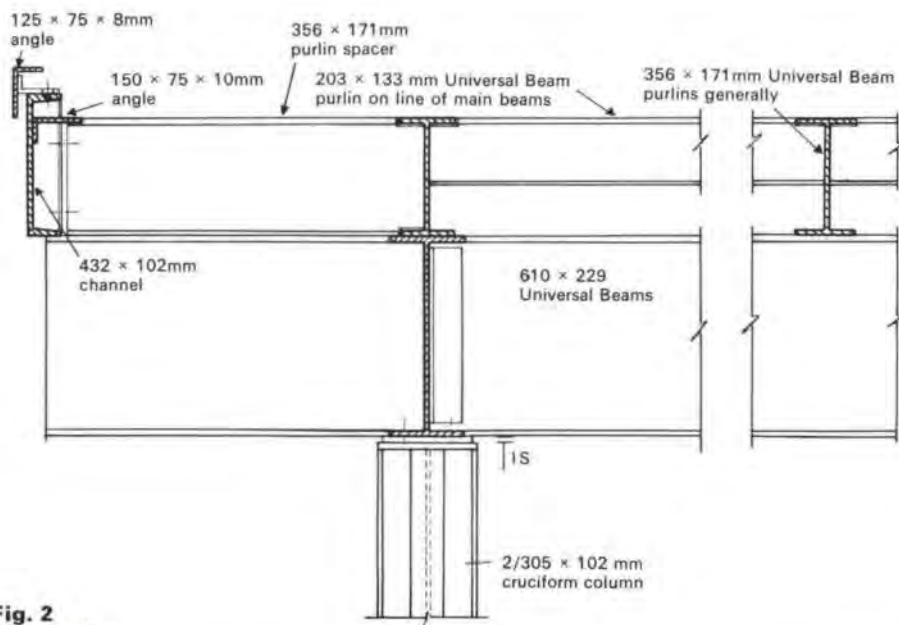 125 × 75 × 8mm
angle
356 × 171mm
purlin spacer
150 × 75 × 10mm
angle
203 × 133 mm Universal Beam
purlin on line of main beams
356 × 171mm Universal Beam
purlins generally
432 × 102mm
channel
610 × 229
Universal Beams
2/305 × 102 mm
cruciform column
Fig. 2